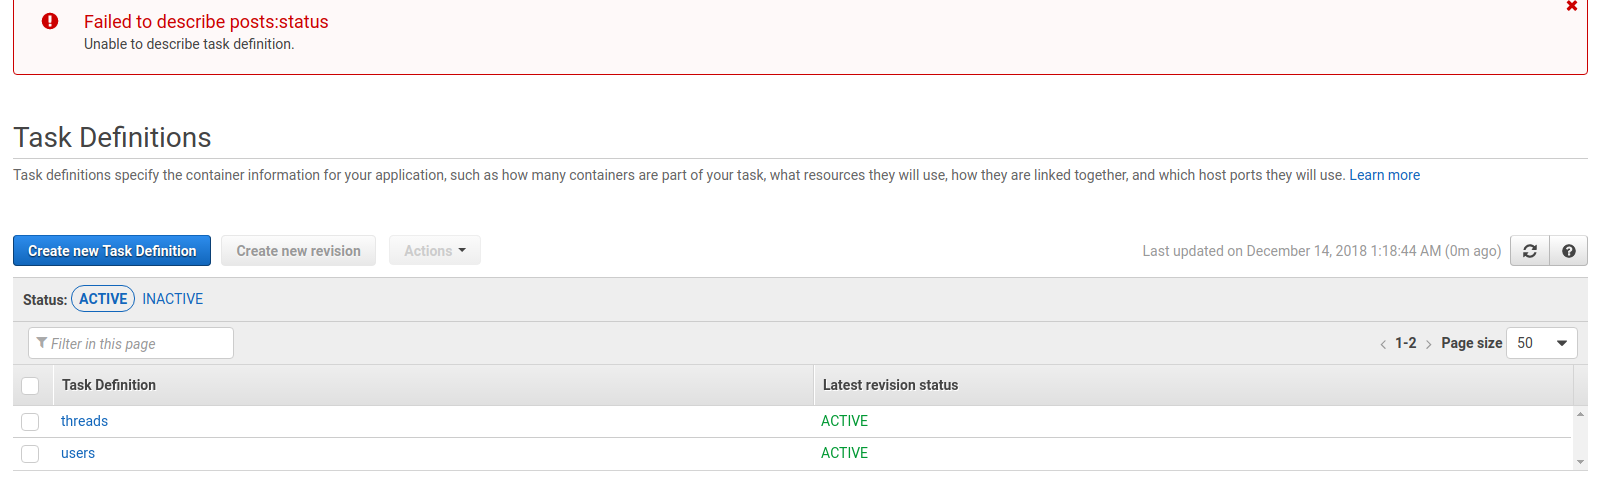 Failed to describe posts:status
Unable to describe task definition.
Task Definitions
Task definitions specify the container information for your application, such as how many containers are part of your task, what resources they will use, how they are linked together, and which host ports they will use. Learn more
Create new Task Definition Create new revision Actions Last updated on December 14, 2018 1:18:44 AM (0m ago)
Status: ACTIVE INACTIVE
Filter in this page 1-2 Page size 50
Task Definition Latest revision status
threads ACTIVE
users ACTIVE